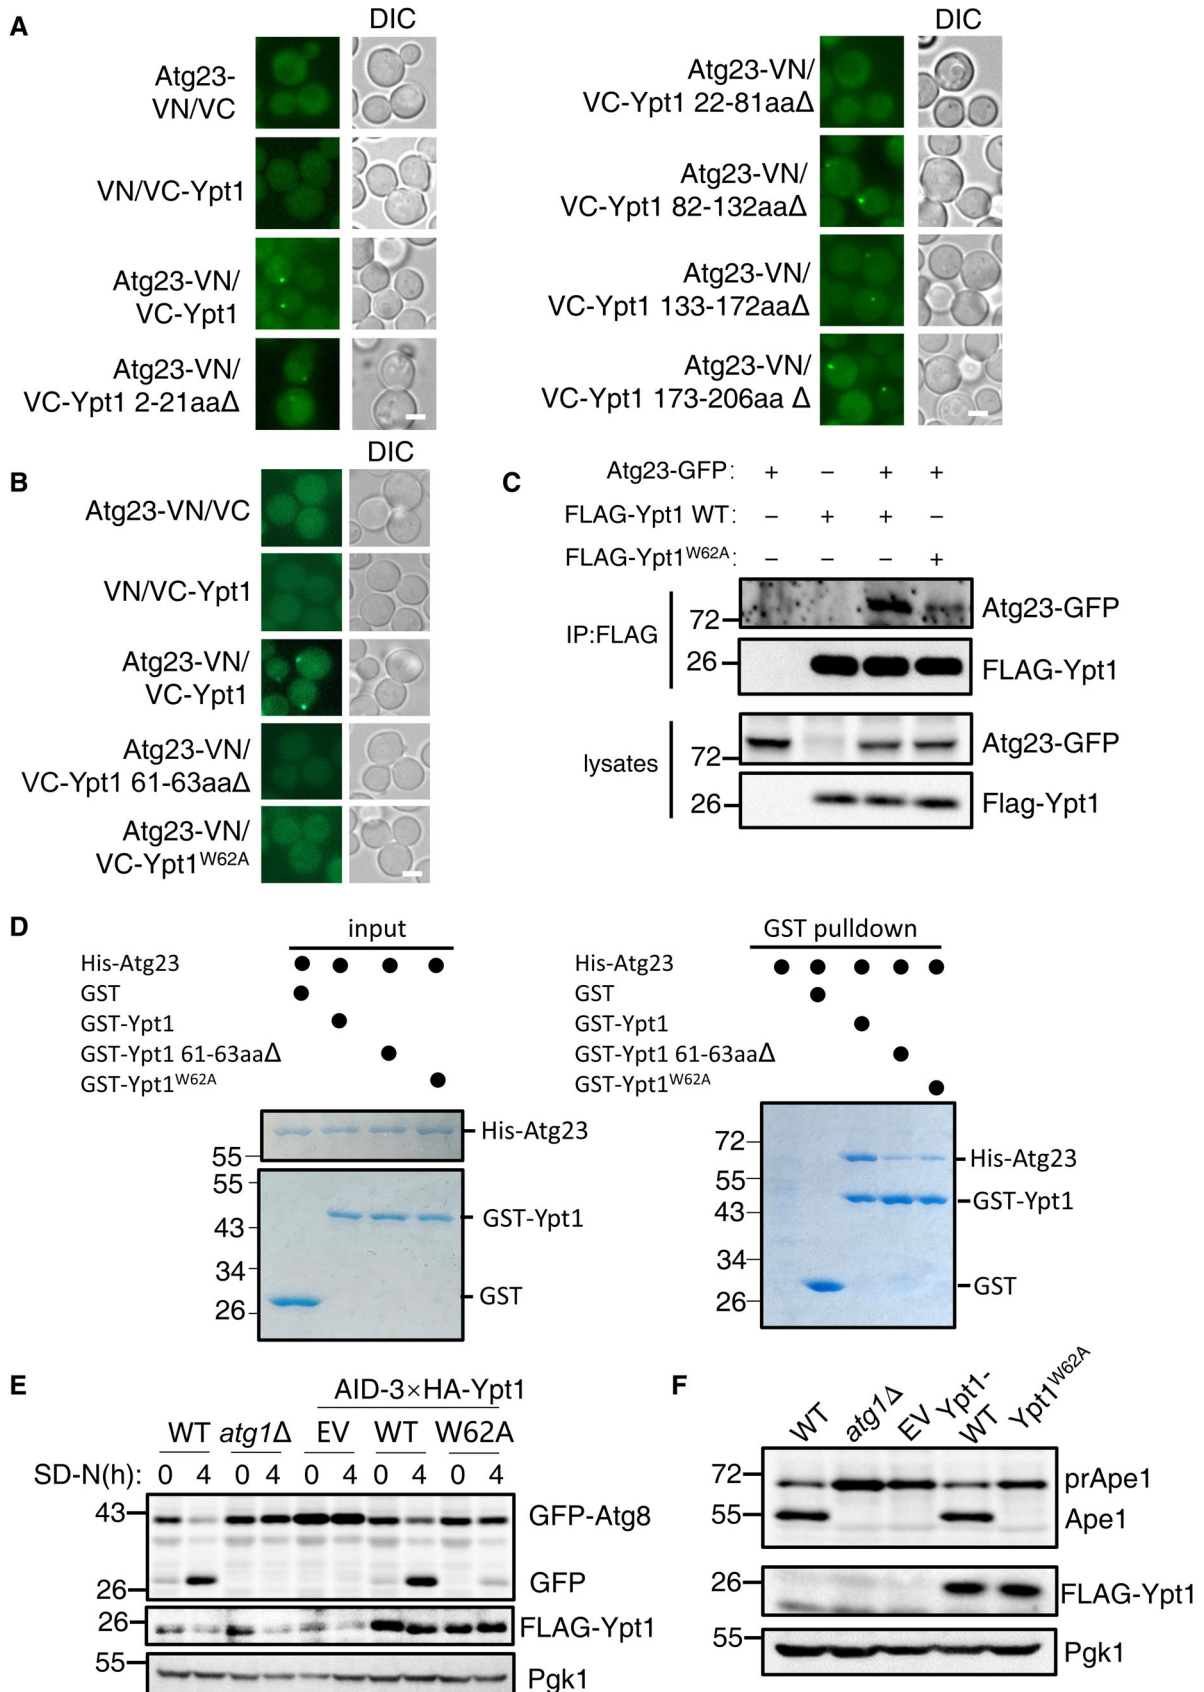 A
DIC
Atg23-
VN/VC
VN/VC-Ypt1
Atg23-VN/
VC-Ypt1
Atg23-VN/
VC-Ypt1 2-21aaΔ
DIC
Atg23-VN/
VC-Ypt1 22-81aaΔ
Atg23-VN/
VC-Ypt1 82-132aaΔ
Atg23-VN/
VC-Ypt1 133-172aaΔ
Atg23-VN/
VC-Ypt1 173-206aa Δ
B
DIC
Atg23-VN/VC
VN/VC-Ypt1
Atg23-VN/
VC-Ypt1
Atg23-VN/
VC-Ypt1 61-63aaΔ
Atg23-VN/
VC-Ypt1W62A
C
Atg23-GFP: + – + +
FLAG-Ypt1 WT: – + + –
FLAG-Ypt1W62A: – – – +
IP:FLAG
72
Atg23-GFP
26
FLAG-Ypt1
lysates
72
Atg23-GFP
26
Flag-Ypt1
D
input
His-Atg23
GST
GST-Ypt1
GST-Ypt1 61-63aaΔ
GST-Ypt1W62A
His-Atg23
55
55
43
34
26
GST-Ypt1
GST
GST pulldown
His-Atg23
GST
GST-Ypt1
GST-Ypt1 61-63aaΔ
GST-Ypt1W62A
72
55
43
34
26
His-Atg23
GST-Ypt1
GST
E
AID-3×HA-Ypt1
WT atg1Δ EV WT W62A
SD-N(h): 0 4 0 4 0 4 0 4 0 4
43
GFP-Atg8
26
GFP
26
FLAG-Ypt1
55
Pgk1
F
WT
atg1Δ
EV
Ypt1-
WT
Ypt1W62A
72
prApe1
55
Ape1
26
FLAG-Ypt1
55
Pgk1